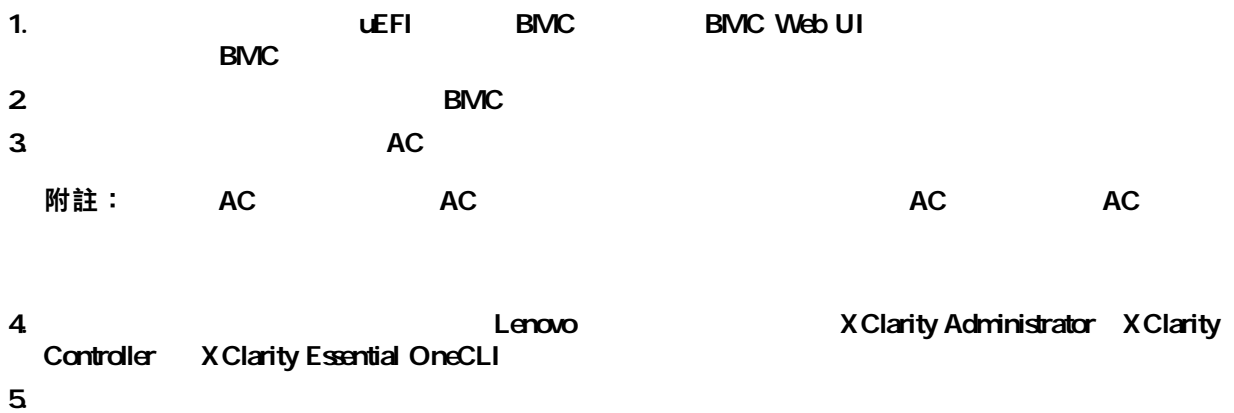 1. uEFI BMC BMC Web UI
BMC
2. BMC
3. AC
附註： AC AC AC AC
4. Lenovo XClarity Administrator XClarity
Controller XClarity Essential OneCLI
5.